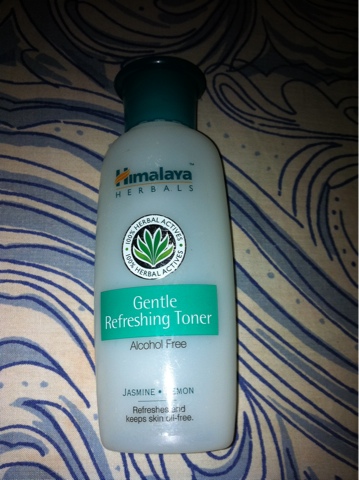 Himalaya™
HERBALS
100% HERBAL ACTIVES
100% HERBAL ACTIVES
Gentle
Refreshing Toner
Alcohol Free
JASMINE • LEMON
Refreshes and
keeps skin oil-free.